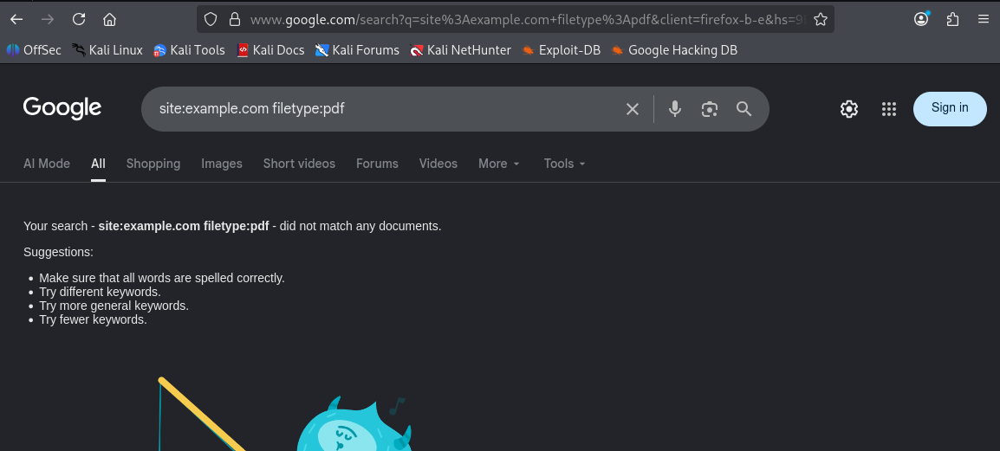 www.google.com/search?q=site%3Aexample.com+filetype%3Apdf&client=firefox-b-e&hs=9
OffSec Kali Linux Kali Tools Kali Docs Kali Forums Kali NetHunter Exploit-DB Google Hacking DB
Google site:example.com filetype:pdf Sign in
AI Mode All Shopping Images Short videos Forums Videos More Tools
Your search - site:example.com filetype:pdf - did not match any documents.
Suggestions:
• Make sure that all words are spelled correctly.
• Try different keywords.
• Try more general keywords.
• Try fewer keywords.